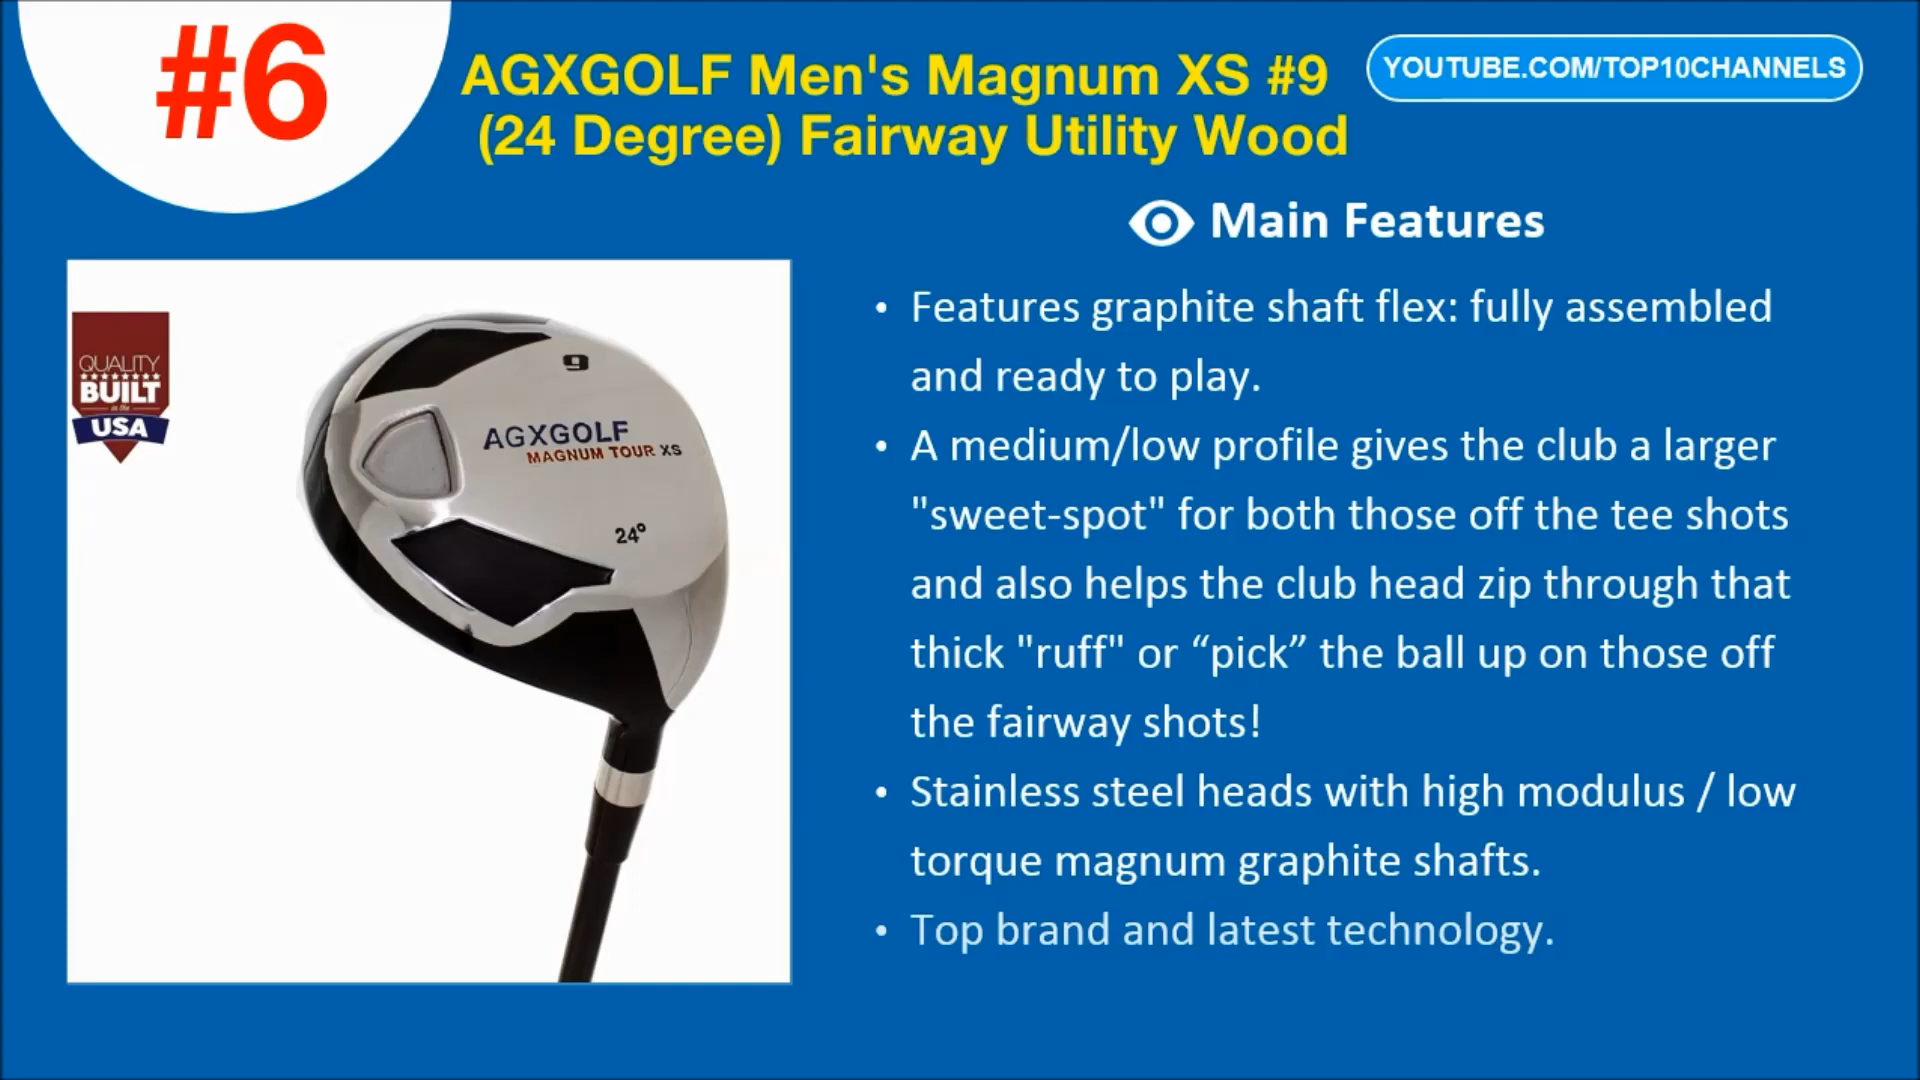 #6
AGXGOLF Men's Magnum XS #9
(24 Degree) Fairway Utility Wood
YOUTUBE.COM/TOP10CHANNELS
Main Features
QUALITY
BUILT
in the
USA
9
AGXGOLF
MAGNUM TOUR XS
24°
• Features graphite shaft flex: fully assembled
and ready to play.
• A medium/low profile gives the club a larger
"sweet-spot" for both those off the tee shots
and also helps the club head zip through that
thick "ruff" or “pick” the ball up on those off
the fairway shots!
• Stainless steel heads with high modulus / low
torque magnum graphite shafts.
• Top brand and latest technology.